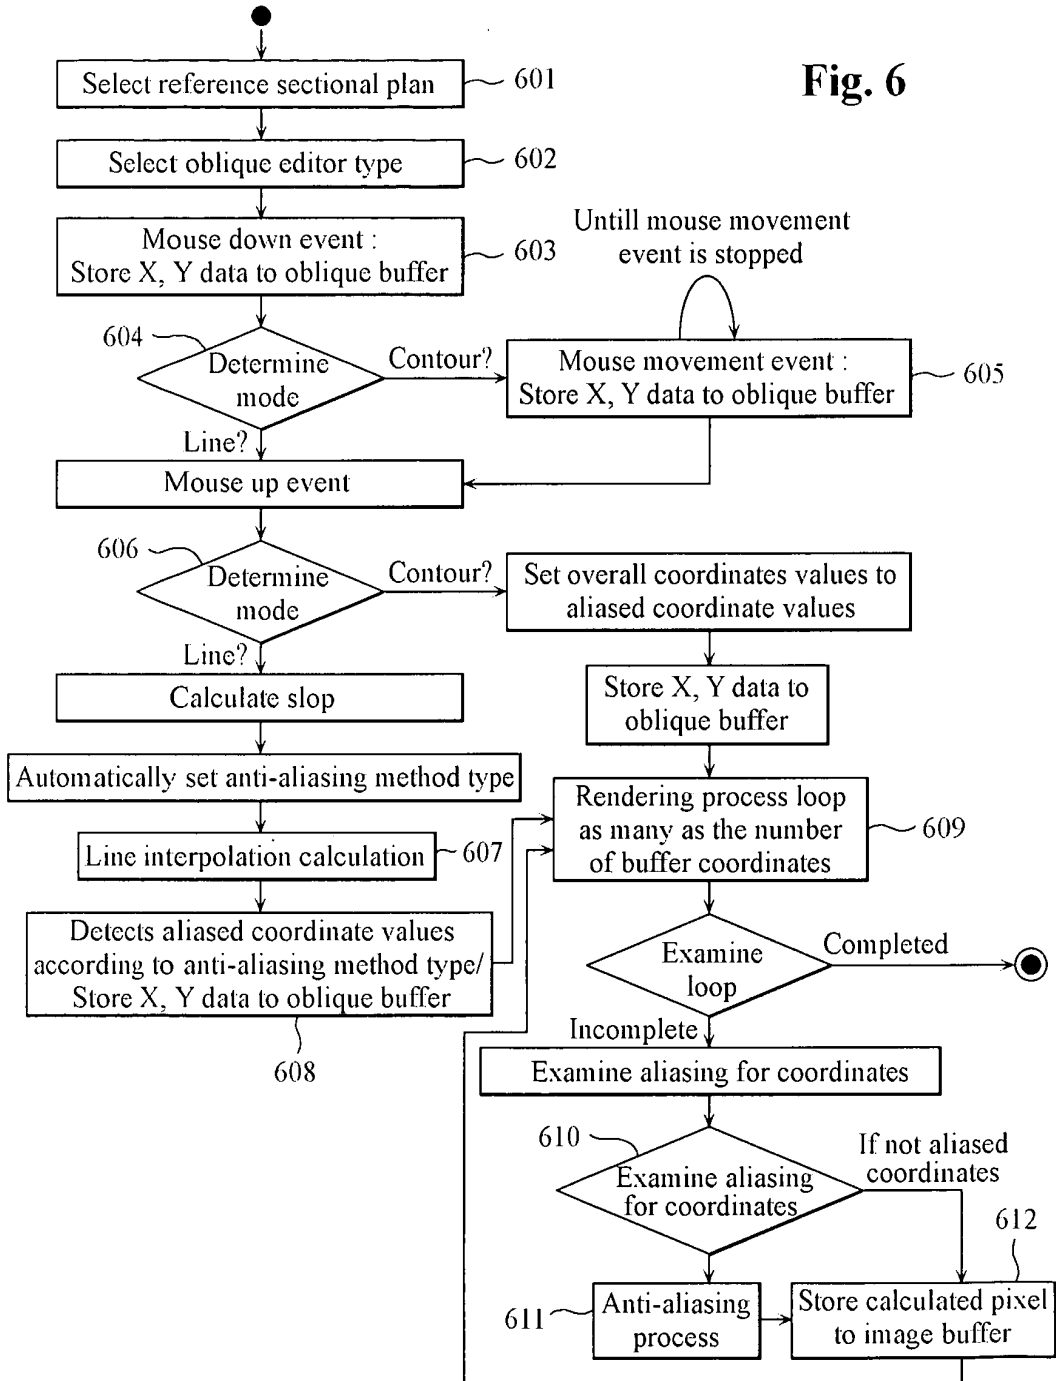 Fig. 6
Select reference sectional plan
601
Select oblique editor type
602
Mouse down event :
Store X, Y data to oblique buffer
603
Untill mouse movement
event is stopped
604
Determine
mode
Contour?
Mouse movement event :
Store X, Y data to oblique buffer
605
Line?
Mouse up event
606
Determine
mode
Contour?
Set overall coordinates values to
aliased coordinate values
Line?
Calculate slop
Store X, Y data to
oblique buffer
Automatically set anti-aliasing method type
Line interpolation calculation
607
Rendering process loop
as many as the number
of buffer coordinates
609
Detects aliased coordinate values
according to anti-aliasing method type/
Store X, Y data to oblique buffer
608
Examine
loop
Completed
Incomplete
Examine aliasing for coordinates
610
Examine aliasing
for coordinates
If not aliased
coordinates
612
611
Anti-aliasing
process
Store calculated pixel
to image buffer